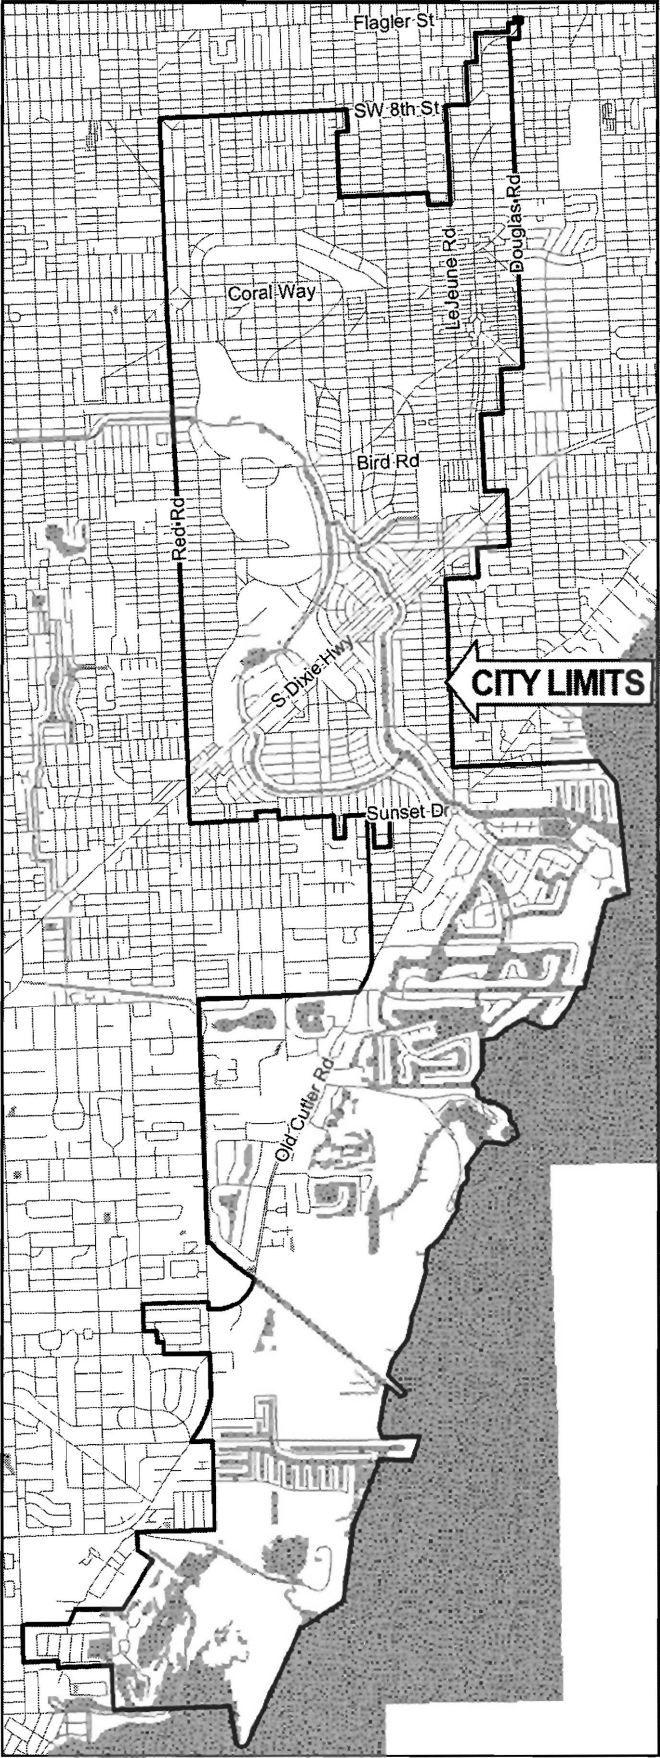 Flagler St
SW 8th St
Douglas Rd
LeJeune Rd
Coral Way
Bird Rd
Red Rd
S Dixie Hwy
CITY LIMITS
Sunset Dr
Old Cutler Rd